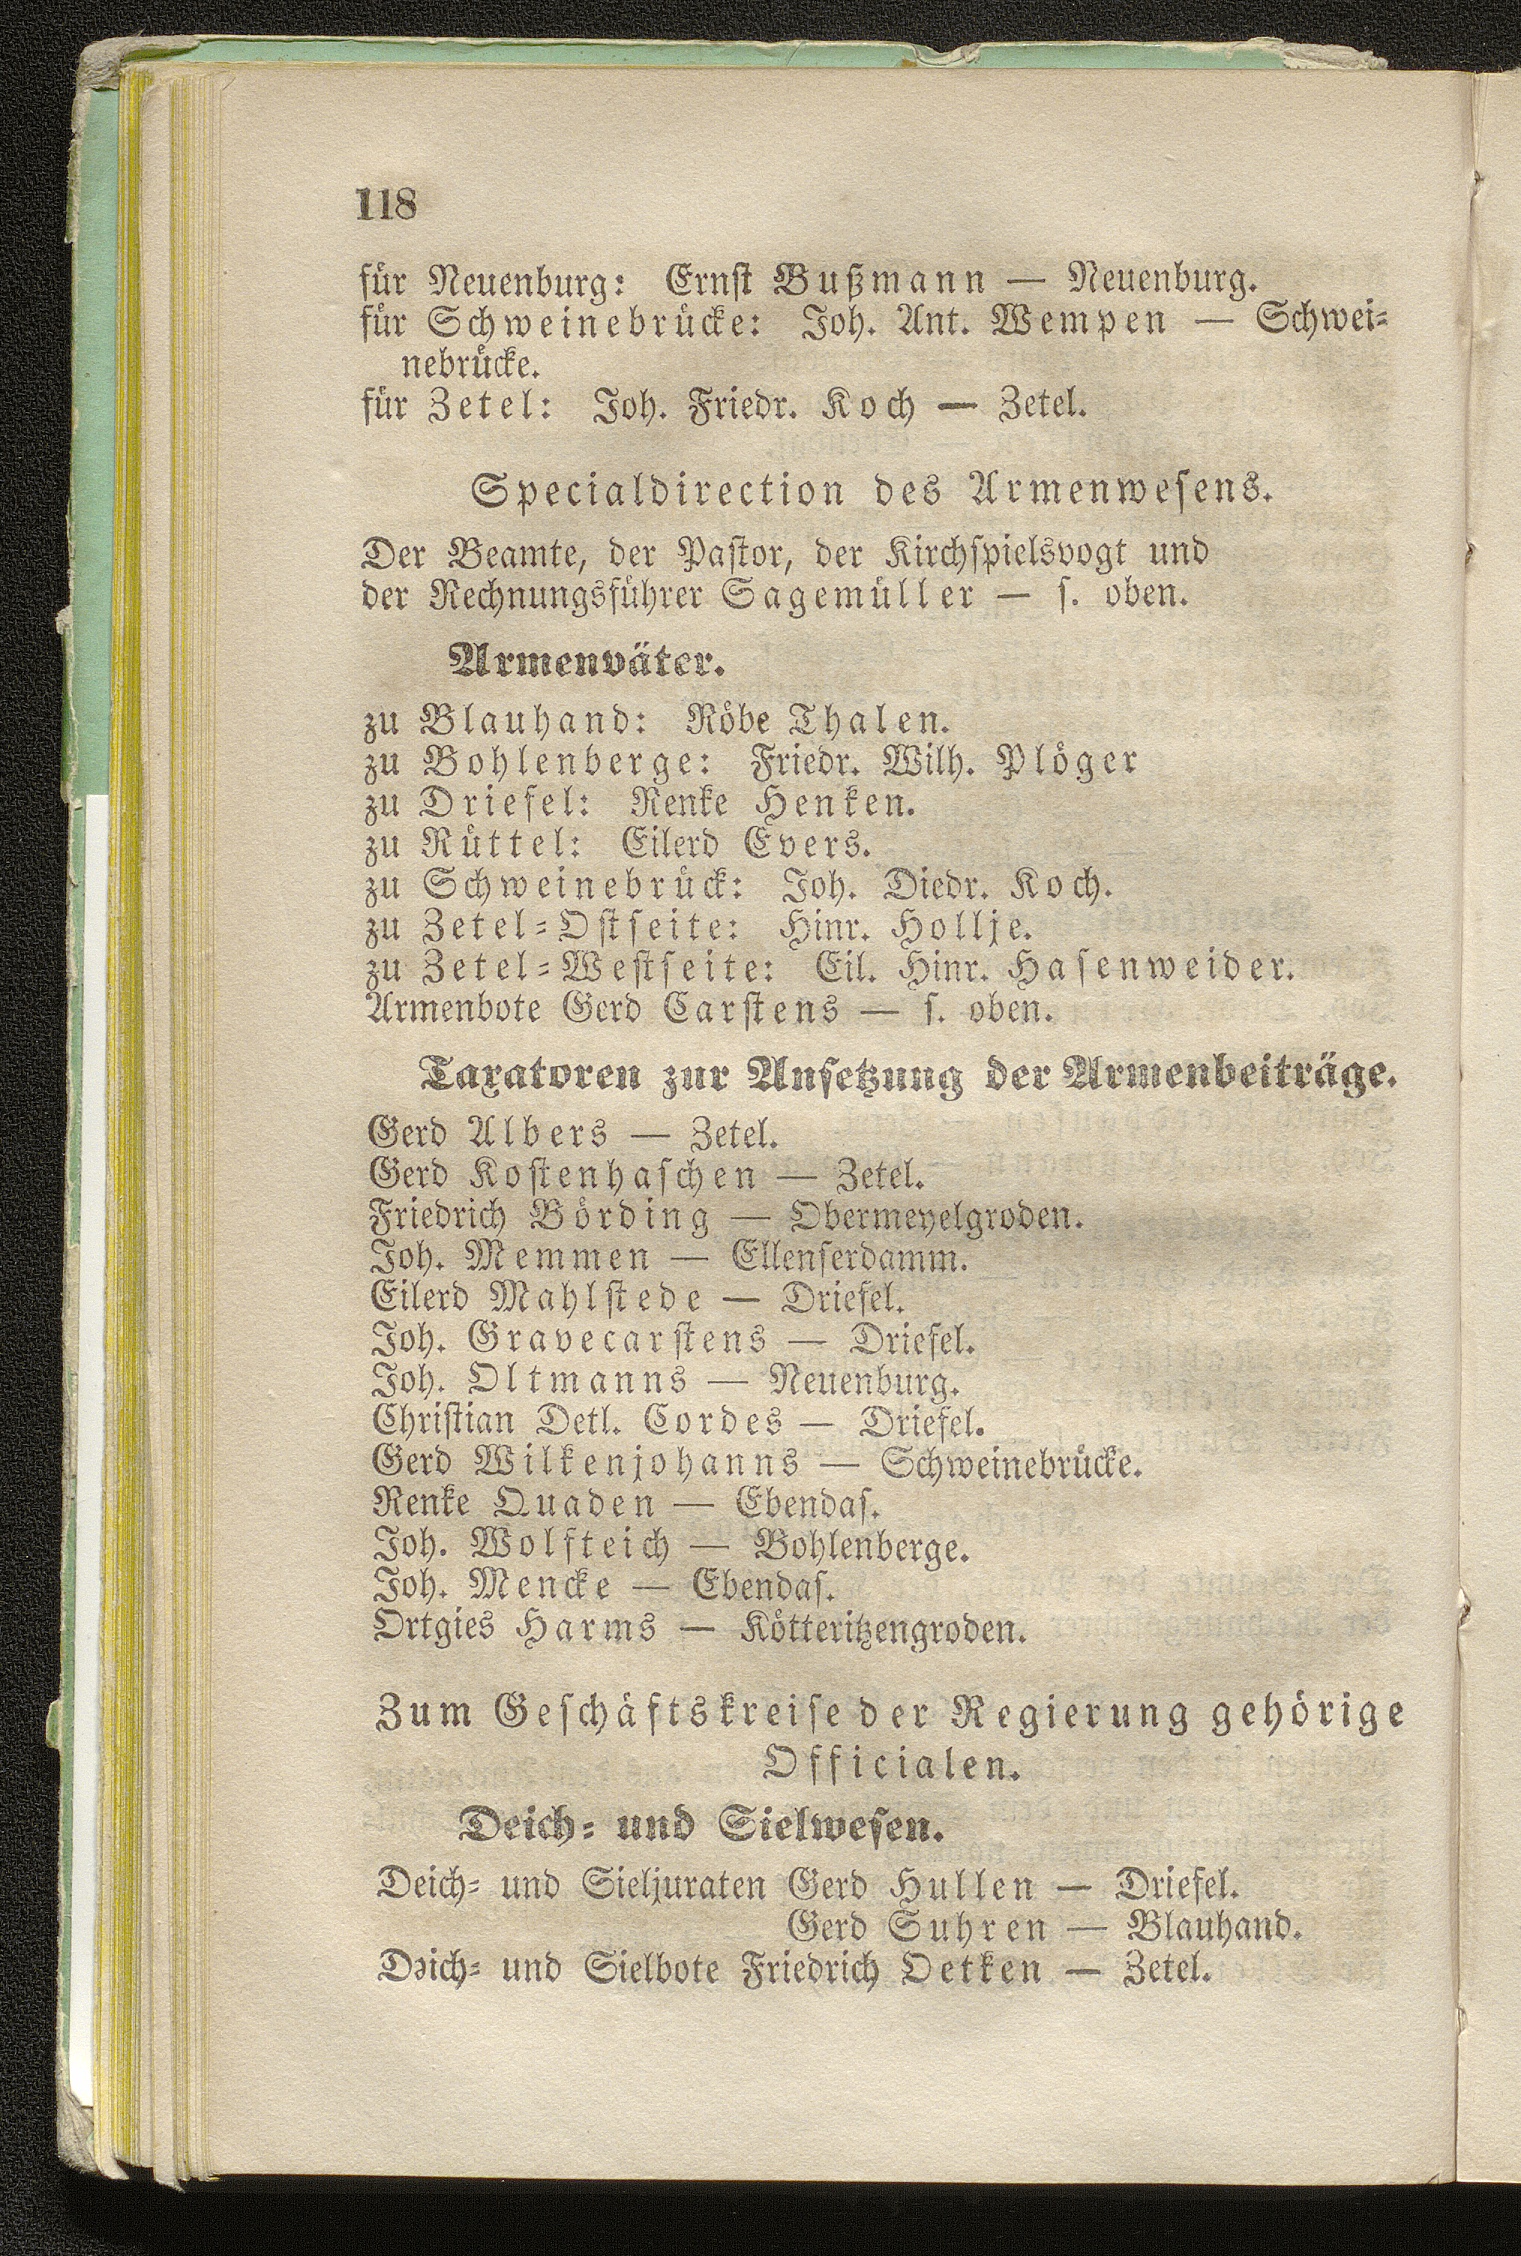 118
für Neuenburg: Ernst Bußmann — Neuenburg.
für Schweinebrücke: Joh. Ant. Wempen — Schwei-
nebrücke.
für Zetel: Joh. Friedr. Koch — Zetel.
Specialdirection des Armenwesens.
Der Beamte, der Pastor, der Kirchspielsvogt und
der Rechnungsführer Sagemüller — s. oben.
Armenväter.
zu Blauhand: Röbe Thalen.
zu Bohlenberge: Friedr. Wilh. Plöger
zu Driefel: Renke Henken.
zu Rüttel: Eilerd Evers.
zu Schweinebrück: Joh. Diedr. Koch.
zu Zetel-Ostseite: Hinr. Hollje.
zu Zetel-Westseite: Eil. Hinr. Hasenweider.
Armenbote Gerd Carstens — s. oben.
Taxatoren zur Ansetzung der Armenbeiträge.
Gerd Albers — Zetel.
Gerd Kostenhaschen — Zetel.
Friedrich Börding — Obermeyelgroden.
Joh. Memmen — Ellenserdamm.
Eilerd Mahlstede — Driefel.
Joh. Gravecarstens — Driefel.
Joh. Oltmanns — Neuenburg.
Christian Detl. Cordes — Driefel.
Gerd Wilkenjohanns — Schweinebrücke.
Renke Quaden — Ebendas.
Joh. Wolfteich — Bohlenberge.
Joh. Mencke — Ebendas.
Ortgies Harms — Kötteritzengroden.
Zum Geschäftskreise der Regierung gehörige
Officialen.
Deich- und Sielwesen.
Deich- und Sieljuraten Gerd Hullen — Driefel.
Gerd Suhren — Blauhand.
Deich- und Sielbote Friedrich Oetken — Zetel.